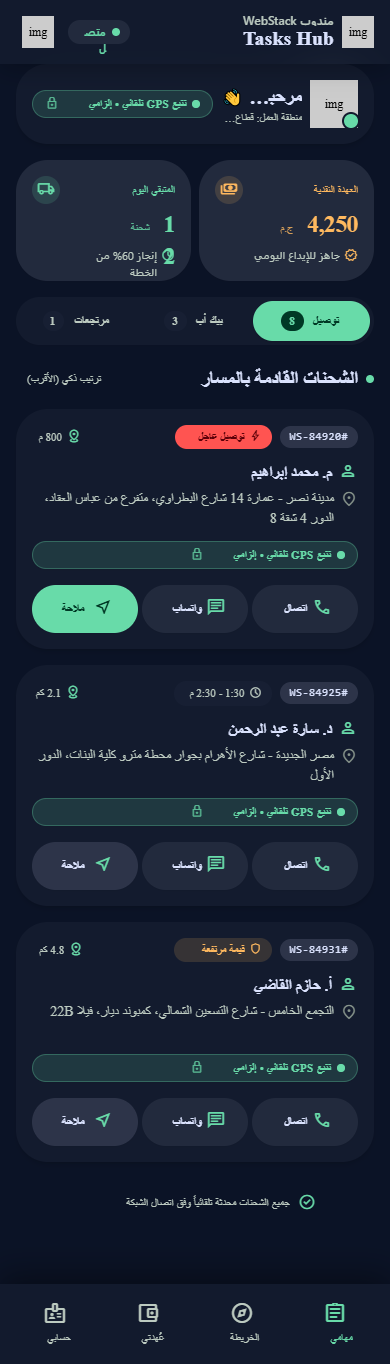 مندوب WebStack
Tasks Hub
img
متصـ
ل
img
img
مرحبـ... 👋
منطقة العمل: قطاع...
تتبع GPS تلقائي • إلزامي
العهدة النقدية
4,250 ج.م
جاهز للإيداع اليومي
المتبقي اليوم
1 شحنة
2
إنجاز 60% من
الخطة
توصيل 8
بيك أب 3
مرتجعات 1
الشحنات القادمة بالمسار
ترتيب ذكي (الأقرب)
WS-84920#
توصيل عاجل
800 م
م. محمد إبراهيم
مدينة نصر - عمارة 14 شارع البطراوي، متفرع من عباس العقاد،
الدور 4 شقة 8
تتبع GPS تلقائي • إلزامي
اتصال
واتساب
ملاحة
WS-84925#
1:30 - 2:30 م
2.1 كم
د. سارة عبد الرحمن
مصر الجديدة - شارع الأهرام بجوار محطة مترو كلية البنات، الدور
الأول
تتبع GPS تلقائي • إلزامي
اتصال
واتساب
ملاحة
WS-84931#
قيمة مرتفعة
4.8 كم
أ. حازم القاضي
التجمع الخامس - شارع التسعين الشمالي، كمبوند ديار، فيلا 22B
تتبع GPS تلقائي • إلزامي
اتصال
واتساب
ملاحة
جميع الشحنات محدثة تلقائياً وفق اتصال الشبكة
مهامي
الخريطة
عُهدتي
حسابي